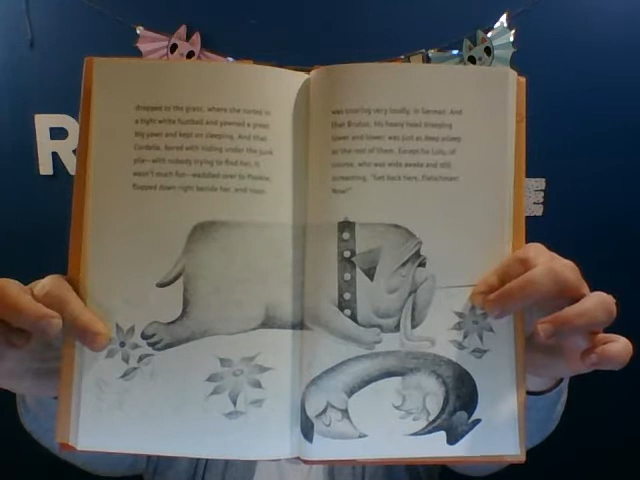 R
E
dropped to the grass, where she curled in
a tight white football and yawned a great
big yawn and kept on sleeping. And that
Cordelia, bored with hiding under the junk
pile—with nobody trying to find her, it
wasn't much fun—waddled over to Pookie,
flopped down right beside her, and soon
was snoring very loudly, in German. And
that Brutus, his heavy head drooping
lower and lower, was just as deep asleep
as the rest of them. Except for Lulu, of
course, who was wide awake and still
screaming, "Get back here, Fleischman!
Now!"